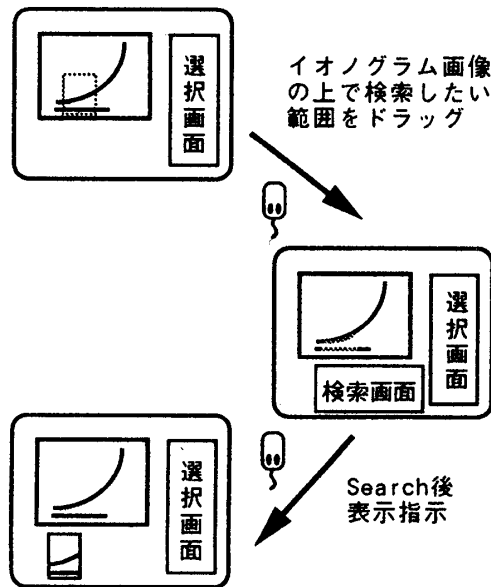 選択画面
イオノグラム画像
の上で検索したい
範囲をドラッグ
選択画面
検索画面
選択画面
Search後
表示指示